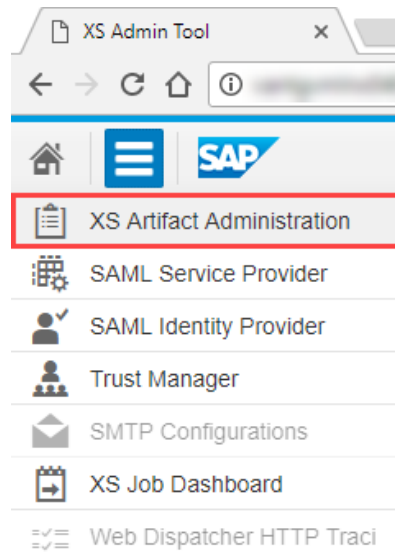 XS Admin Tool
SAP
XS Artifact Administration
SAML Service Provider
SAML Identity Provider
Trust Manager
SMTP Configurations
XS Job Dashboard
Web Dispatcher HTTP Traci